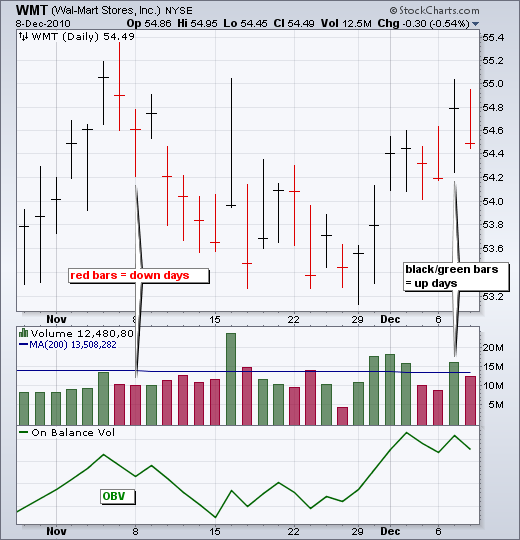 WMT (Wal-Mart Stores, Inc.) NYSE © StockCharts.com
8-Dec-2010 Op 54.86 Hi 54.95 Lo 54.45 Cl 54.49 Vol 12.5M Chg -0.30 (-0.54%)
WMT (Daily) 54.49
55.4
55.2
55.0
54.8
54.6
54.4
54.2
54.0
53.8
53.6
53.4
53.2
red bars = down days
black/green bars
= up days
Nov 8 15 22 29 Dec 6
Volume 12,480,80
MA(200) 13,508,282
20M
15M
10M
5M
On Balance Vol
OBV
Nov 8 15 22 29 Dec 6